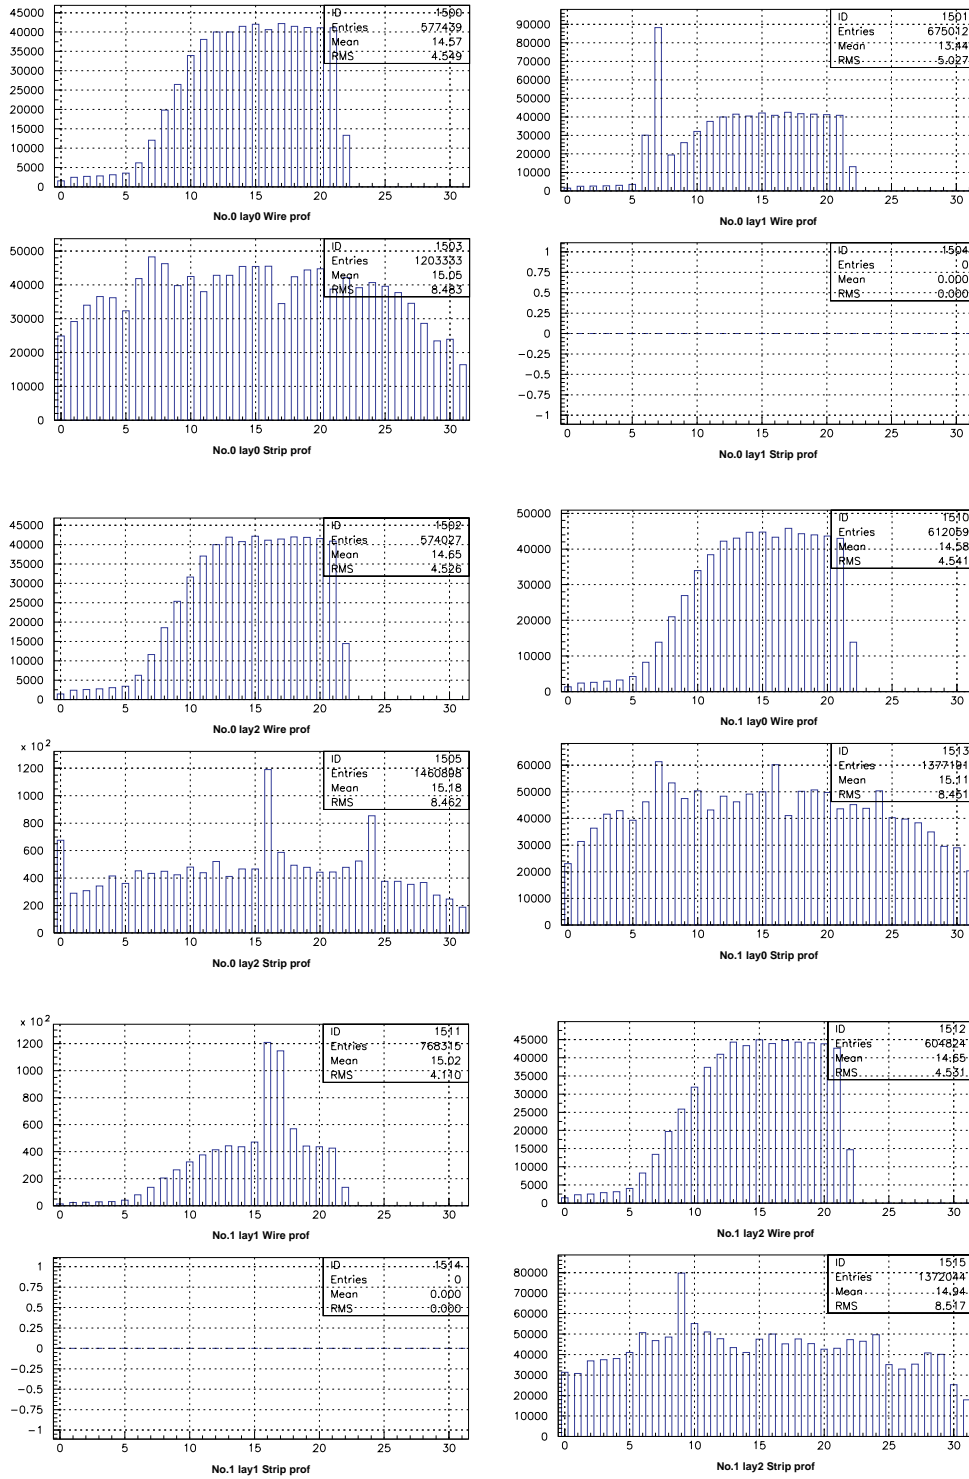 ID 1500
Entries 577439
Mean 14.57
RMS 4.549
45000
40000
35000
30000
25000
20000
15000
10000
5000
0
0 5 10 15 20 25 30
No.0 lay0 Wire prof
ID 1501
Entries 675012
Mean 13.44
RMS 5.027
90000
80000
70000
60000
50000
40000
30000
20000
10000
0
0 5 10 15 20 25 30
No.0 lay1 Wire prof
ID 1503
Entries 1203333
Mean 15.05
RMS 8.483
50000
40000
30000
20000
10000
0
0 5 10 15 20 25 30
No.0 lay0 Strip prof
ID 1504
Entries 0
Mean 0.000
RMS 0.000
1
0.75
0.5
0.25
0
−0.25
−0.5
−0.75
−1
0 5 10 15 20 25 30
No.0 lay1 Strip prof
ID 1502
Entries 574027
Mean 14.65
RMS 4.526
45000
40000
35000
30000
25000
20000
15000
10000
5000
0
0 5 10 15 20 25 30
No.0 lay2 Wire prof
ID 1510
Entries 612059
Mean 14.58
RMS 4.541
50000
40000
30000
20000
10000
0
0 5 10 15 20 25 30
No.1 lay0 Wire prof
x 10²
ID 1505
Entries 1460898
Mean 15.18
RMS 8.462
1200
1000
800
600
400
200
0
0 5 10 15 20 25 30
No.0 lay2 Strip prof
ID 1513
Entries 1377191
Mean 15.11
RMS 8.451
60000
50000
40000
30000
20000
10000
0
0 5 10 15 20 25 30
No.1 lay0 Strip prof
x 10²
ID 1511
Entries 768315
Mean 15.02
RMS 4.110
1200
1000
800
600
400
200
0
0 5 10 15 20 25 30
No.1 lay1 Wire prof
ID 1512
Entries 604824
Mean 14.65
RMS 4.531
45000
40000
35000
30000
25000
20000
15000
10000
5000
0
0 5 10 15 20 25 30
No.1 lay2 Wire prof
ID 1514
Entries 0
Mean 0.000
RMS 0.000
1
0.75
0.5
0.25
0
−0.25
−0.5
−0.75
−1
0 5 10 15 20 25 30
No.1 lay1 Strip prof
ID 1515
Entries 1372044
Mean 14.94
RMS 8.517
80000
70000
60000
50000
40000
30000
20000
10000
0
0 5 10 15 20 25 30
No.1 lay2 Strip prof